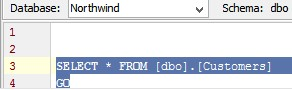 Database: Northwind Schema: dbo
1
2
3 SELECT * FROM [dbo].[Customers]
4 GO